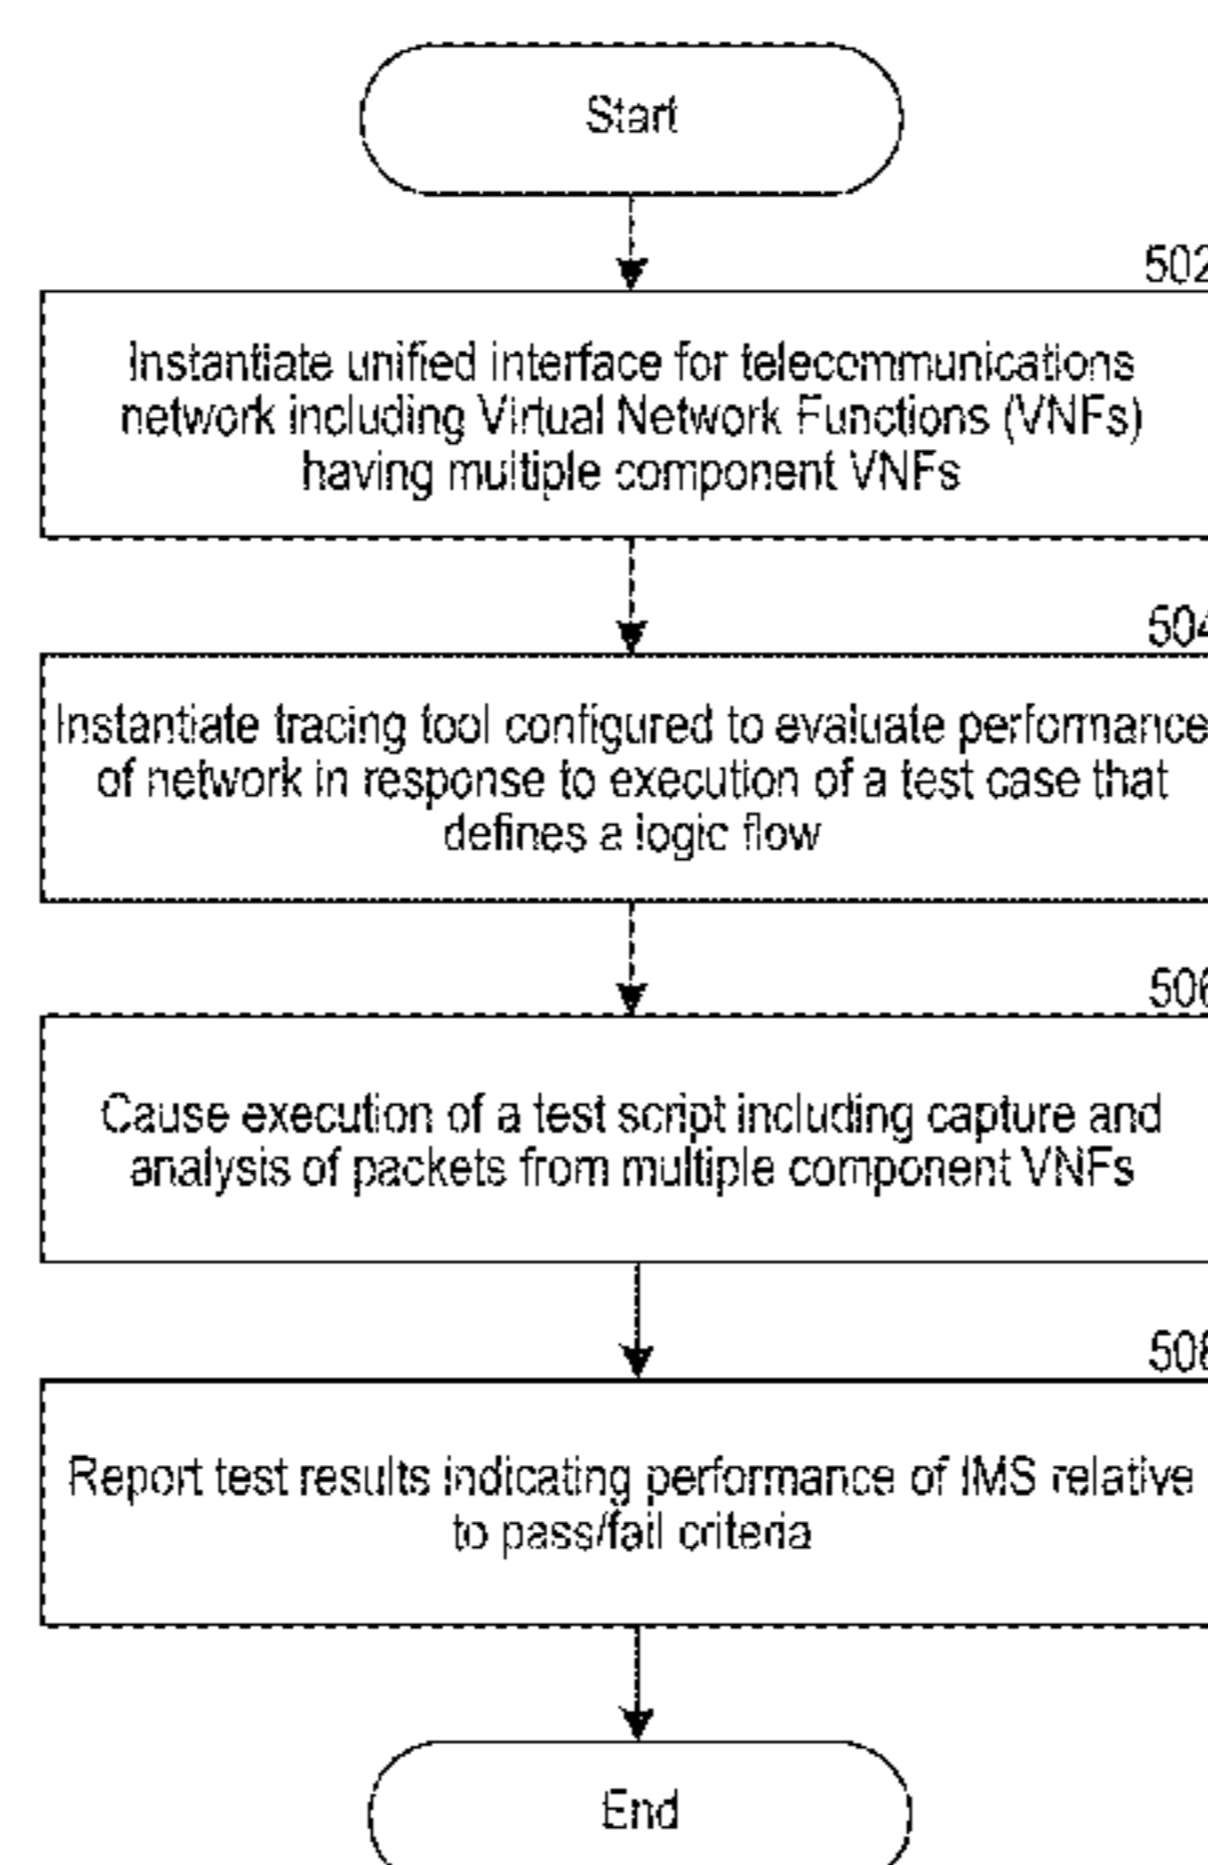 Start
502
Instantiate unified interface for telecommunications
network including Virtual Network Functions (VNFs)
having multiple component VNFs
504
Instantiate tracing tool configured to evaluate performance
of network in response to execution of a test case that
defines a logic flow
506
Cause execution of a test script including capture and
analysis of packets from multiple component VNFs
508
Report test results indicating performance of IMS relative
to pass/fail criteria
End